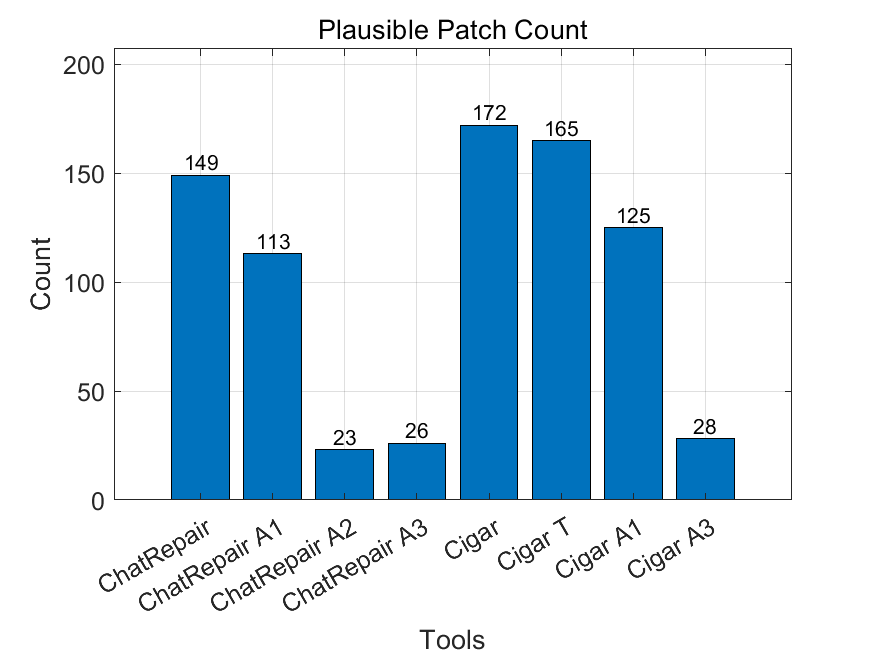 Plausible Patch Count
200
150
100
50
0
Count
149
113
23
26
172
165
125
28
ChatRepair
ChatRepair A1
ChatRepair A2
ChatRepair A3
Cigar
Cigar T
Cigar A1
Cigar A3
Tools